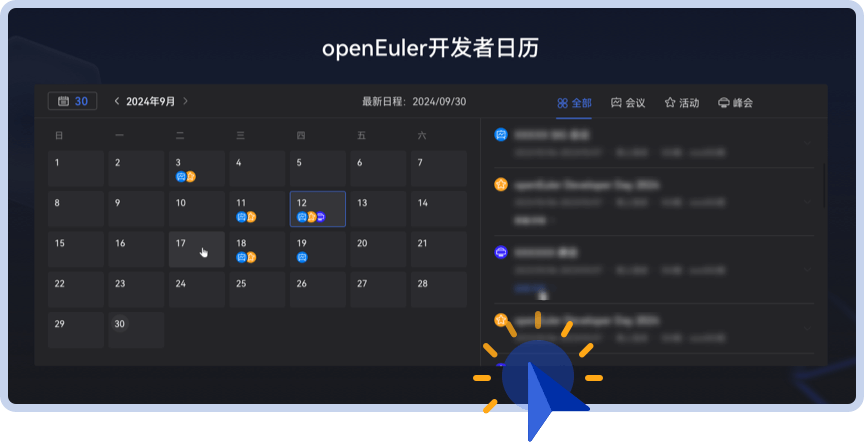 openEuler开发者日历
30
2024年9月
最新日程：2024/09/30
全部
会议
活动
峰会
日 一 二 三 四 五 六
1 2 3 4 5 6 7
8 9 10 11 12 13 14
15 16 17 18 19 20 21
22 23 24 25 26 27 28
29 30
openEuler Developer Day 2024
openEuler Developer Day 2024